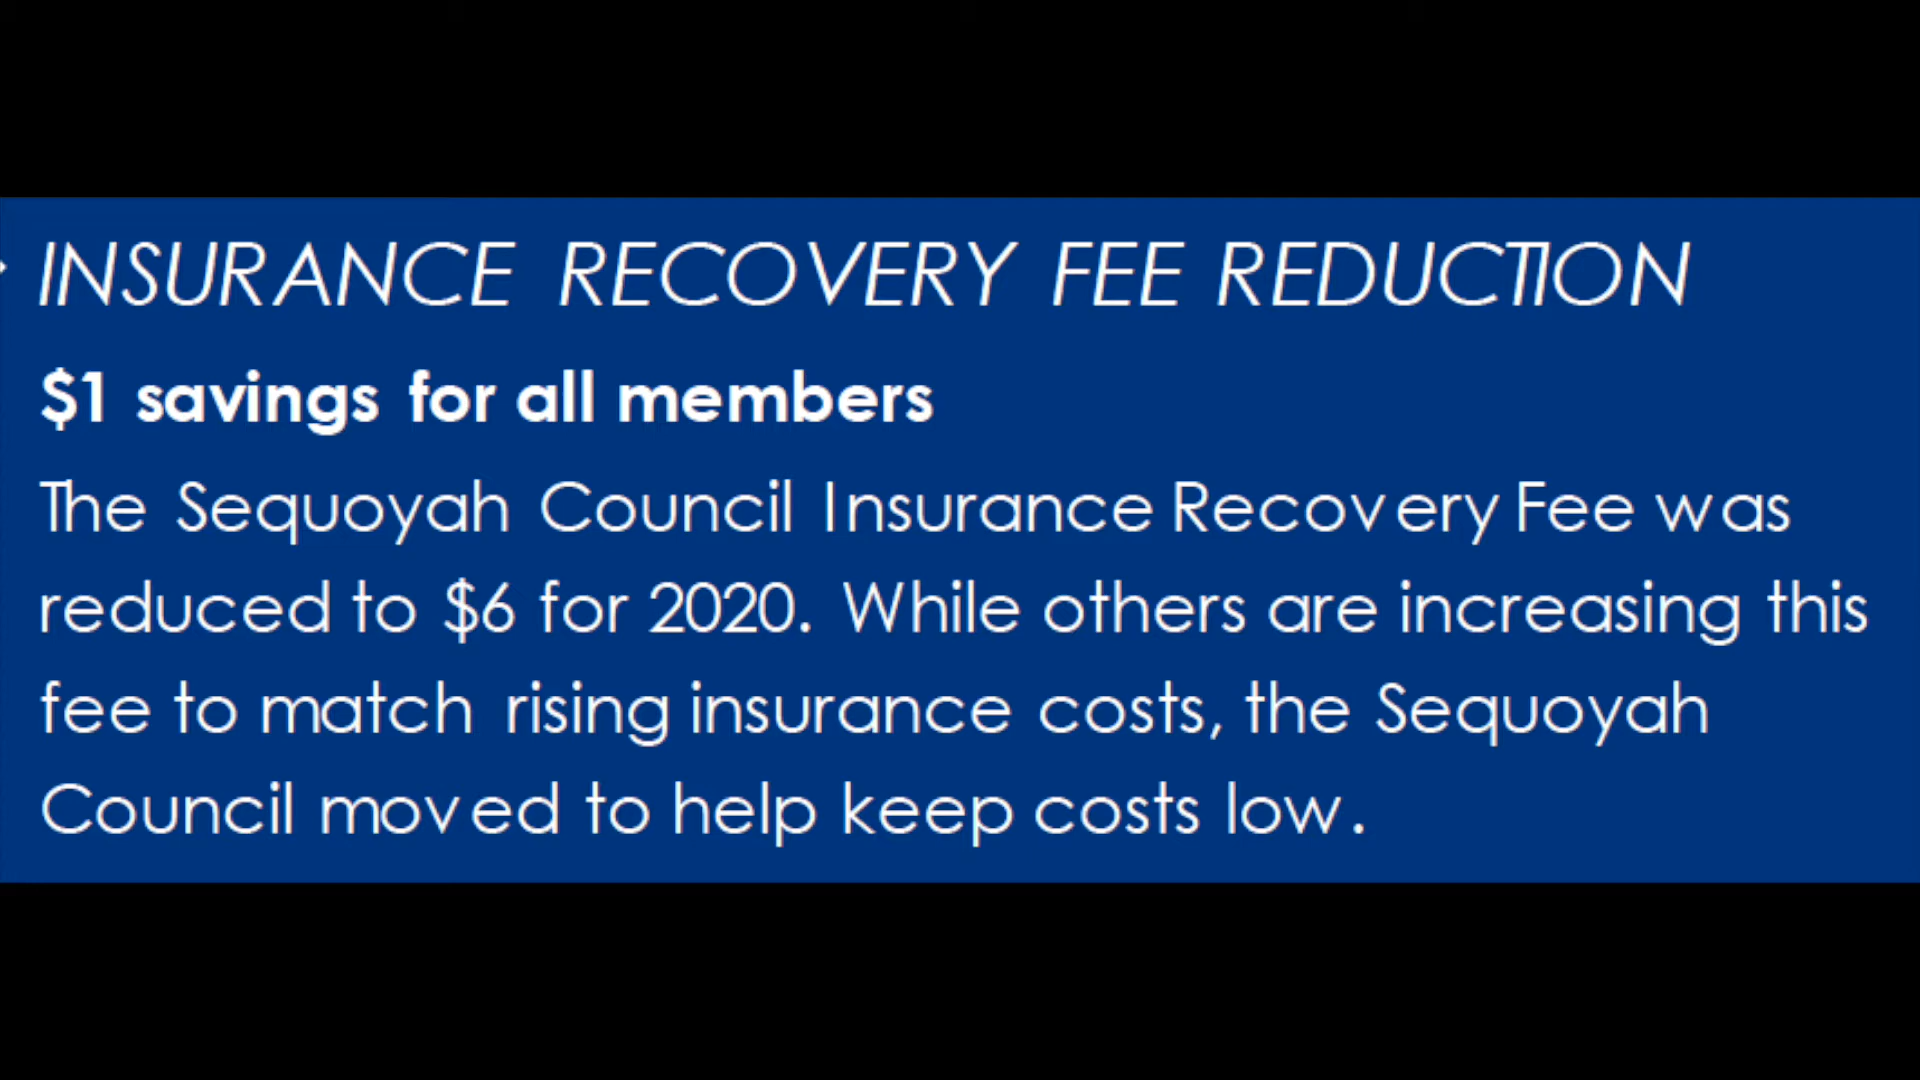 INSURANCE RECOVERY FEE REDUCTION
$1 savings for all members
The Sequoyah Council Insurance Recovery Fee was
reduced to $6 for 2020. While others are increasing this
fee to match rising insurance costs, the Sequoyah
Council moved to help keep costs low.